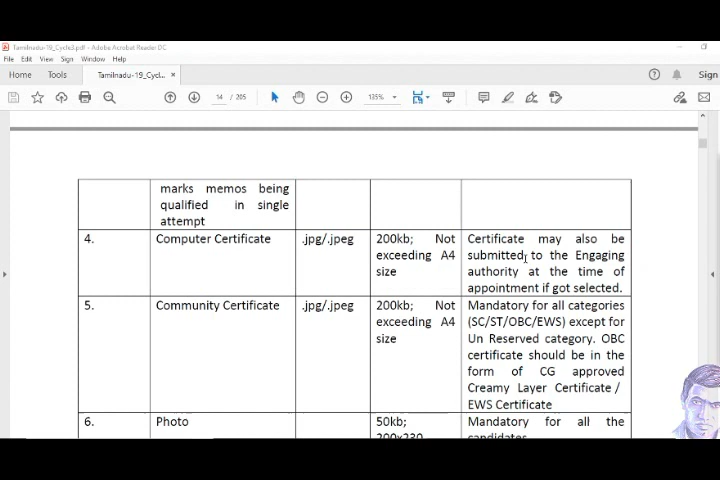 Tamilnadu-19_Cycle3.pdf - Adobe Acrobat Reader DC
File Edit View Sign Window Help
Home Tools Tamilnadu-19_Cycl... × Sign
14 / 205 135%
marks memos being
qualified in single
attempt
4. Computer Certificate .jpg/.jpeg 200kb; Not Certificate may also be
exceeding A4 submitted to the Engaging
size authority at the time of
appointment if got selected.
5. Community Certificate .jpg/.jpeg 200kb; Not Mandatory for all categories
exceeding A4 (SC/ST/OBC/EWS) except for
size Un Reserved category. OBC
certificate should be in the
form of CG approved
Creamy Layer Certificate /
EWS Certificate
6. Photo 50kb; Mandatory for all the
200x230 candidates